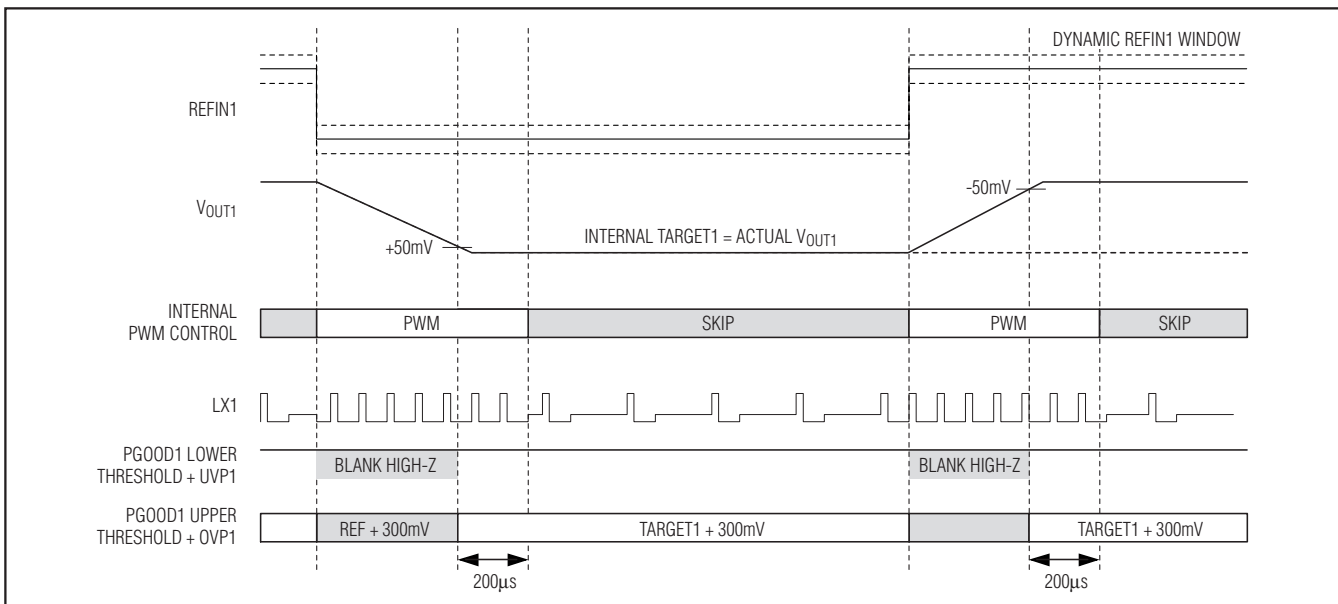 DYNAMIC REFIN1 WINDOW
REFIN1
VOUT1
-50mV
+50mV
INTERNAL TARGET1 = ACTUAL VOUT1
INTERNAL
PWM CONTROL
PWM
SKIP
PWM
SKIP
LX1
PGOOD1 LOWER
THRESHOLD + UVP1
BLANK HIGH-Z
BLANK HIGH-Z
PGOOD1 UPPER
THRESHOLD + OVP1
REF + 300mV
TARGET1 + 300mV
TARGET1 + 300mV
200μs
200μs